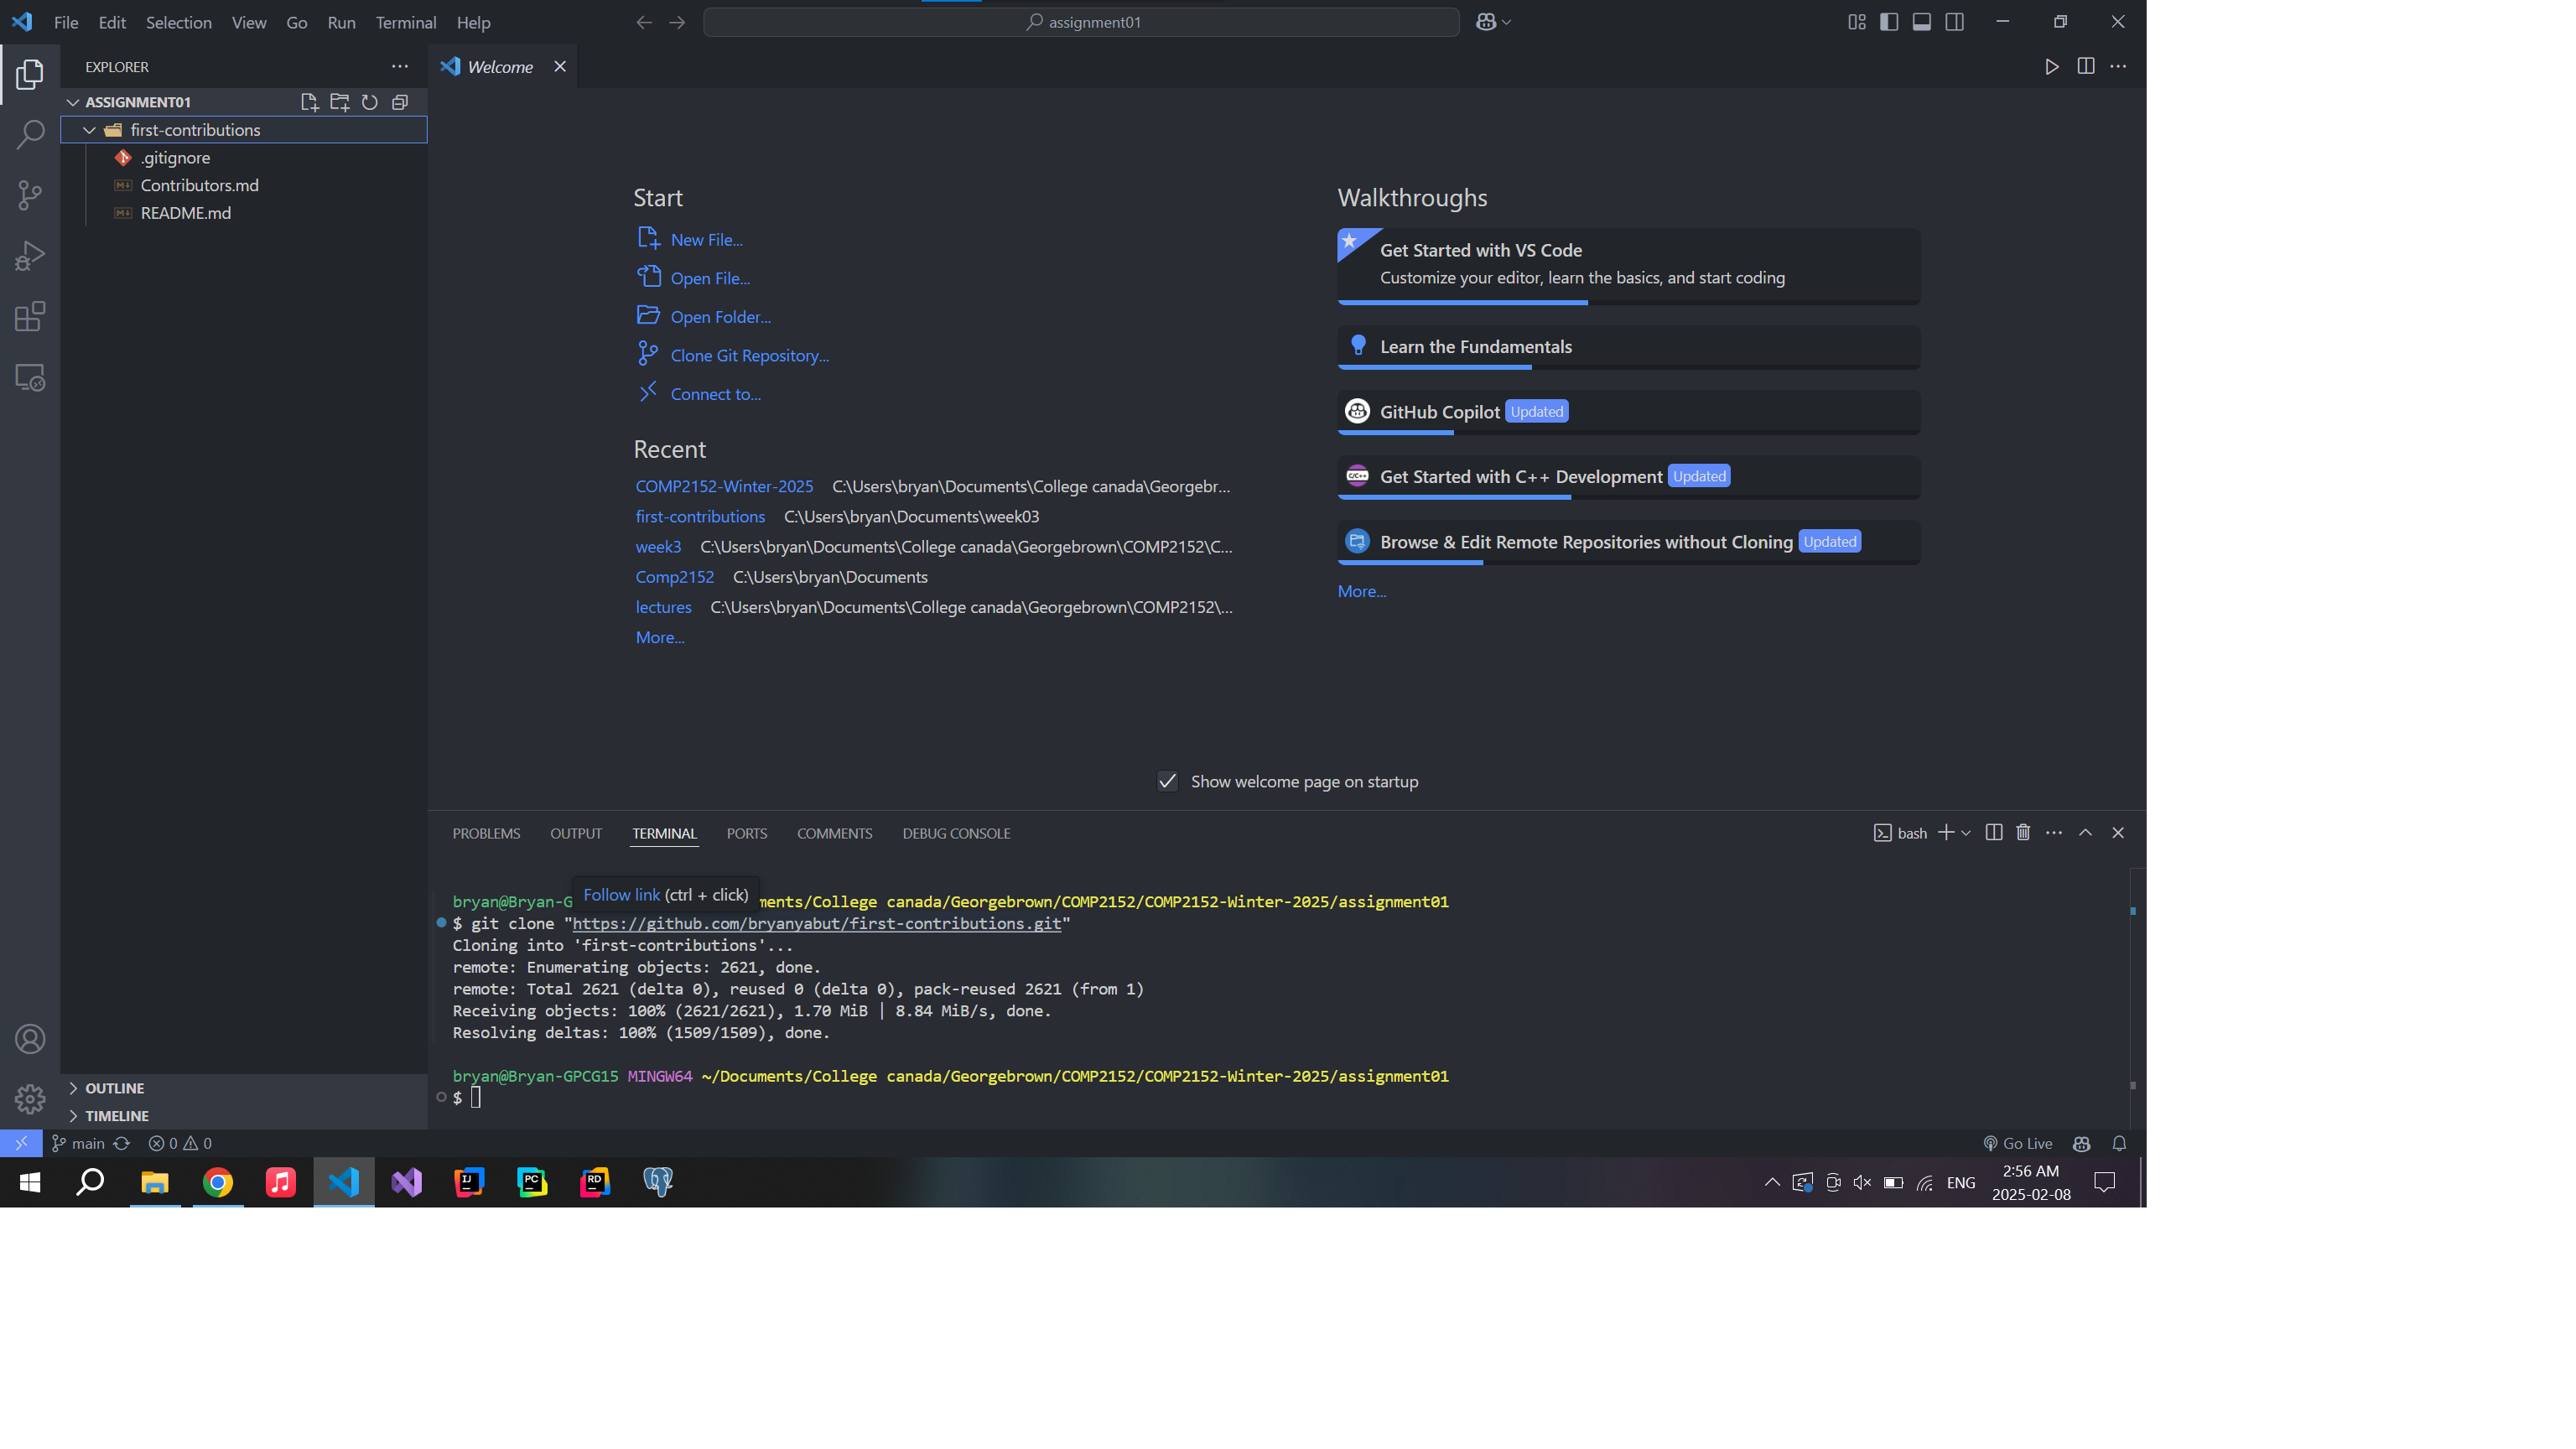 File Edit Selection View Go Run Terminal Help
assignment01
EXPLORER
Welcome
ASSIGNMENT01
first-contributions
.gitignore
Contributors.md
README.md
Start
New File...
Open File...
Open Folder...
Clone Git Repository...
Connect to...
Recent
COMP2152-Winter-2025 C:\Users\bryan\Documents\College canada\Georgebr...
first-contributions C:\Users\bryan\Documents\week03
week3 C:\Users\bryan\Documents\College canada\Georgebrown\COMP2152\C...
Comp2152 C:\Users\bryan\Documents
lectures C:\Users\bryan\Documents\College canada\Georgebrown\COMP2152\...
More...
Walkthroughs
Get Started with VS Code
Customize your editor, learn the basics, and start coding
Learn the Fundamentals
GitHub Copilot Updated
C/C++
Get Started with C++ Development Updated
Browse & Edit Remote Repositories without Cloning Updated
More...
Show welcome page on startup
PROBLEMS OUTPUT TERMINAL PORTS COMMENTS DEBUG CONSOLE
bash
Follow link (ctrl + click)
bryan@Bryan-G ments/College canada/Georgebrown/COMP2152/COMP2152-Winter-2025/assignment01
$ git clone "https://github.com/bryanyabut/first-contributions.git"
Cloning into 'first-contributions'...
remote: Enumerating objects: 2621, done.
remote: Total 2621 (delta 0), reused 0 (delta 0), pack-reused 2621 (from 1)
Receiving objects: 100% (2621/2621), 1.70 MiB | 8.84 MiB/s, done.
Resolving deltas: 100% (1509/1509), done.
bryan@Bryan-GPCG15 MINGW64 ~/Documents/College canada/Georgebrown/COMP2152/COMP2152-Winter-2025/assignment01
$
OUTLINE
TIMELINE
main 0 0
Go Live
IJ PC RD
ENG
2:56 AM
2025-02-08